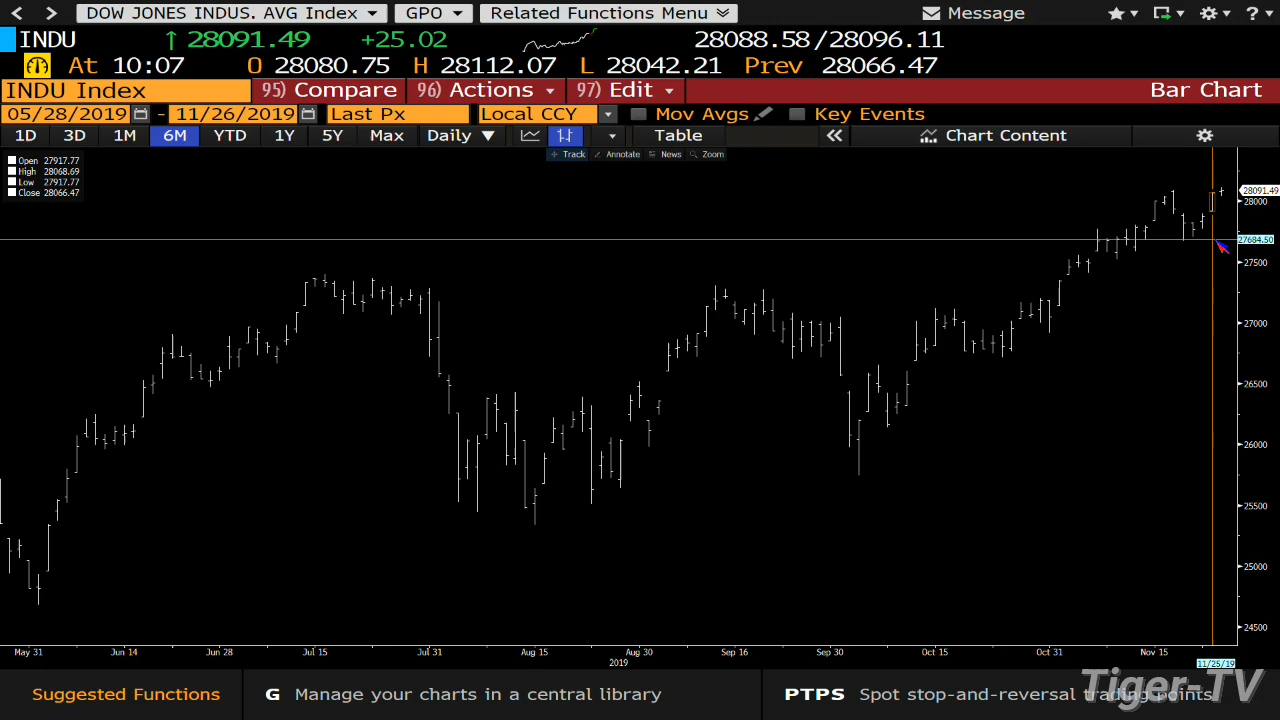 DOW JONES INDUS. AVG Index GPO Related Functions Menu Message
INDU ↑ 28091.49 +25.02 28088.58/28096.11
At 10:07 O 28080.75 H 28112.07 L 28042.21 Prev 28066.47
INDU Index 95) Compare 96) Actions 97) Edit Bar Chart
05/28/2019 - 11/26/2019 Last Px Local CCY Mov Avgs Key Events
1D 3D 1M 6M YTD 1Y 5Y Max Daily ▼ Table « Chart Content
Track Annotate News Zoom
Open 27917.77
High 28068.69
Low 27917.77
Close 28066.47
28091.49
28000
27684.50
27500
27000
26500
26000
25500
25000
24500
May 31 Jun 14 Jun 28 Jul 15 Jul 31 Aug 15 Aug 30 Sep 16 Sep 30 Oct 15 Oct 31 Nov 15
2019 11/25/19
Suggested Functions G Manage your charts in a central library PTPS Spot stop-and-reversal trading points
Tiger-TV